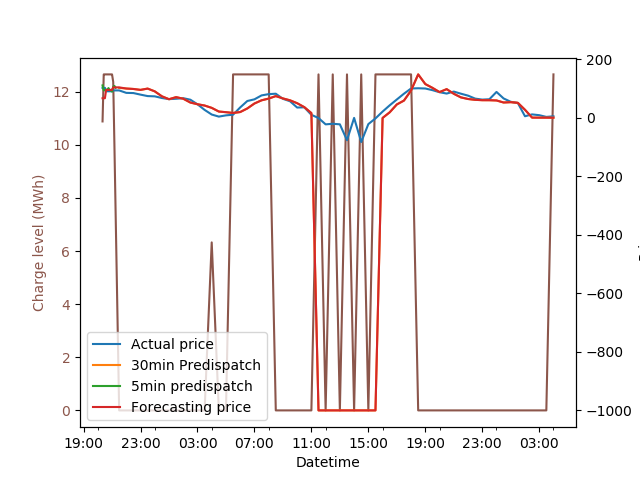 12
10
8
6
4
2
0
Charge level (MWh)
200
0
−200
−400
−600
−800
−1000
Actual price
30min Predispatch
5min predispatch
Forecasting price
19:00 23:00 03:00 07:00 11:00 15:00 19:00 23:00 03:00
Datetime